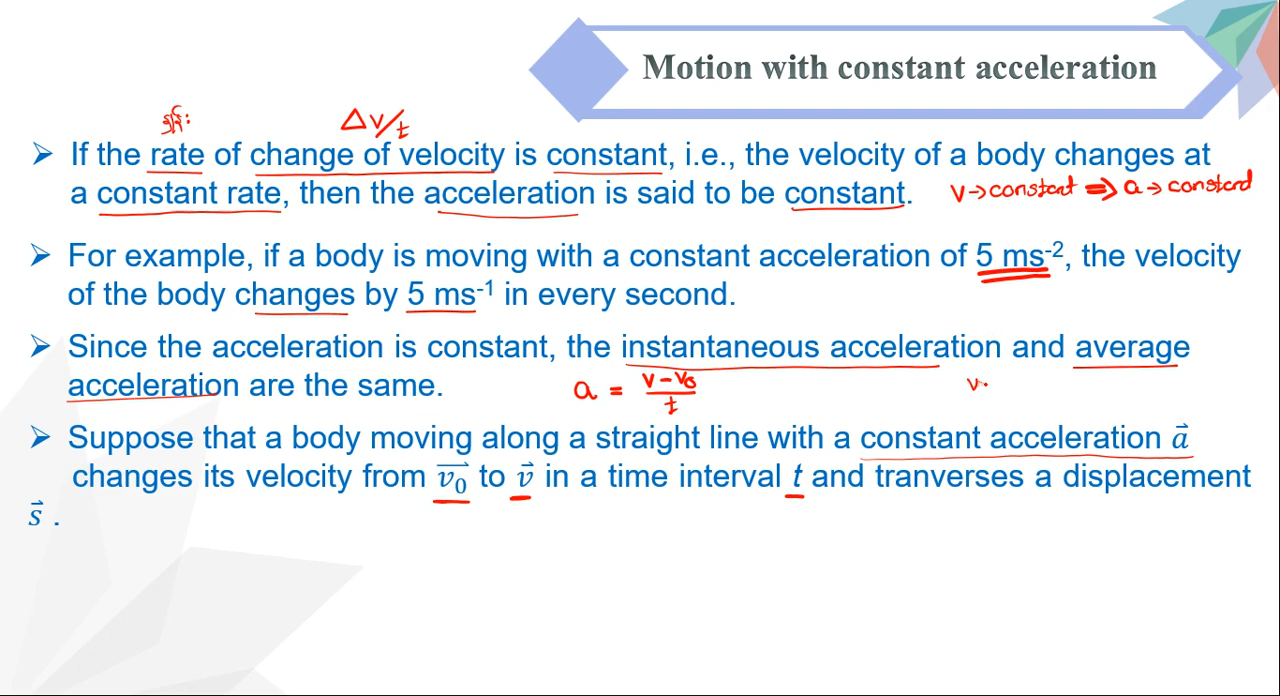 Motion with constant acceleration
နှုန်း
Δv/t
➢ If the rate of change of velocity is constant, i.e., the velocity of a body changes at
a constant rate, then the acceleration is said to be constant.
v→constant ⇒ a→constant
➢ For example, if a body is moving with a constant acceleration of 5 ms⁻², the velocity
of the body changes by 5 ms⁻¹ in every second.
➢ Since the acceleration is constant, the instantaneous acceleration and average
acceleration are the same.
a = (v - v₀)/t
v.
➢ Suppose that a body moving along a straight line with a constant acceleration a⃗
changes its velocity from v₀⃗ to v⃗ in a time interval t and tranverses a displacement
s⃗ .